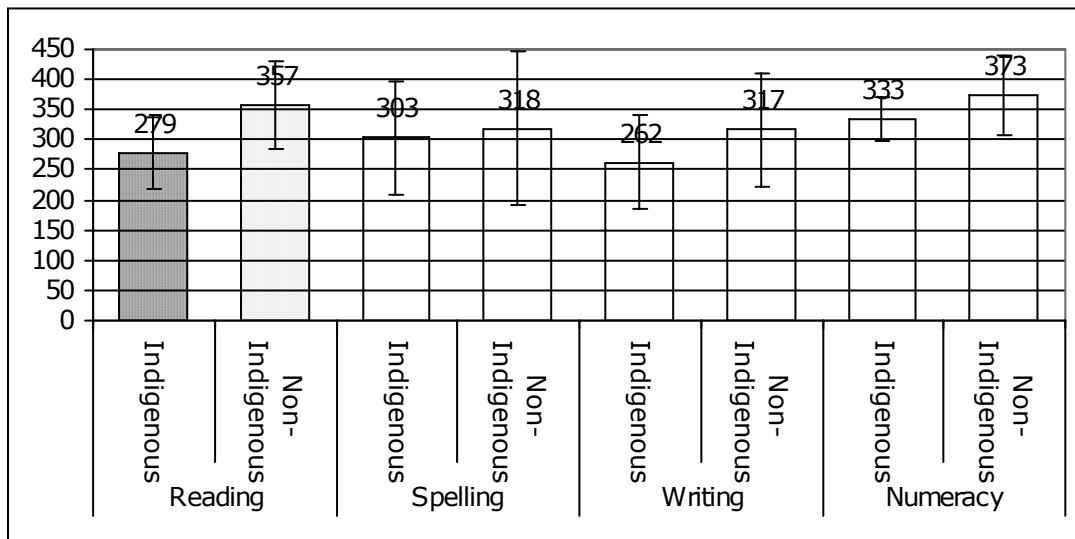 450
400
350
300
250
200
150
100
50
0
279
357
303
318
262
317
333
373
Indigenous
Non-
Indigenous
Indigenous
Non-
Indigenous
Indigenous
Non-
Indigenous
Indigenous
Non-
Indigenous
Reading
Spelling
Writing
Numeracy